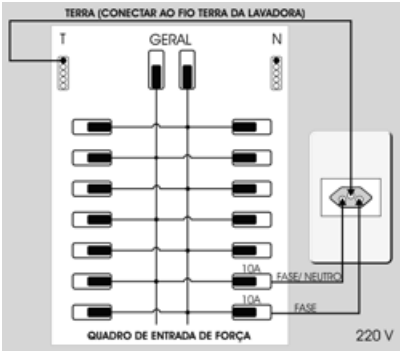 TERRA (CONECTAR AO FIO TERRA DA LAVADORA)
T
GERAL
N
10A
FASE/ NEUTRO
10A
FASE
QUADRO DE ENTRADA DE FORÇA
220 V